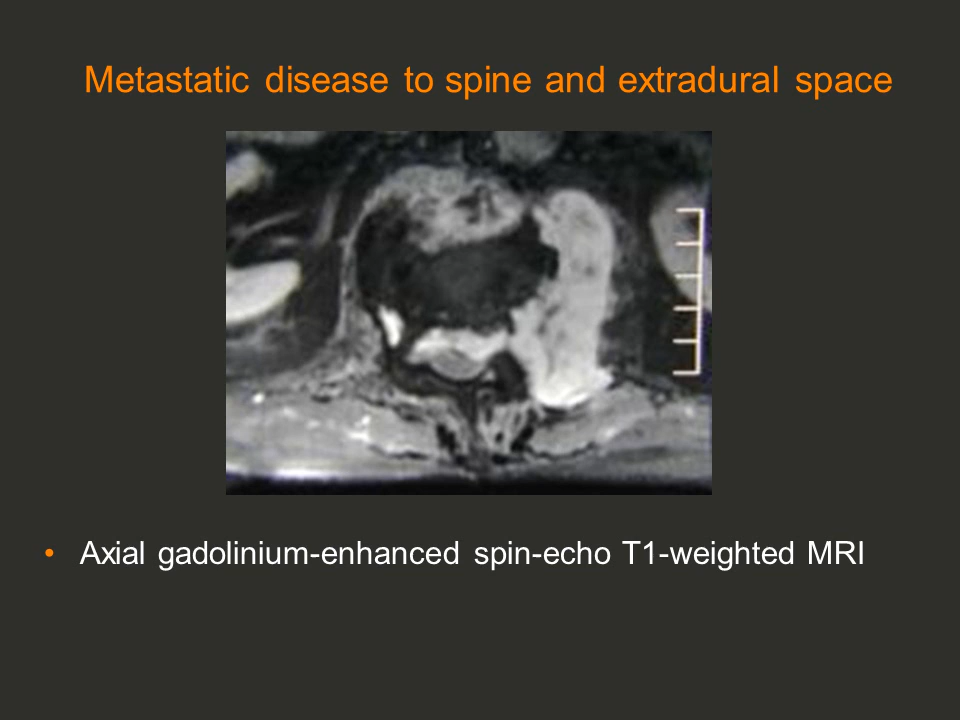 Metastatic disease to spine and extradural space
• Axial gadolinium-enhanced spin-echo T1-weighted MRI